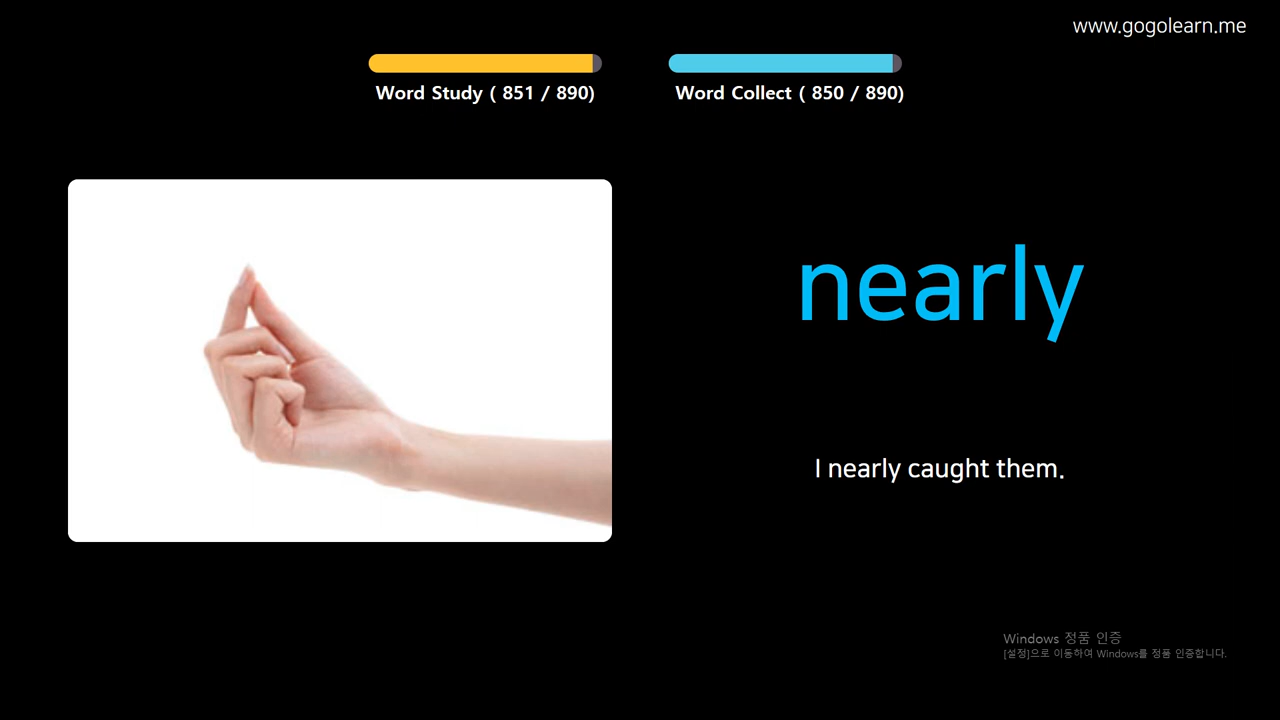 www.gogolearn.me
Word Study ( 851 / 890)
Word Collect ( 850 / 890)
nearly
I nearly caught them.
Windows 정품 인증
[설정]으로 이동하여 Windows를 정품 인증합니다.